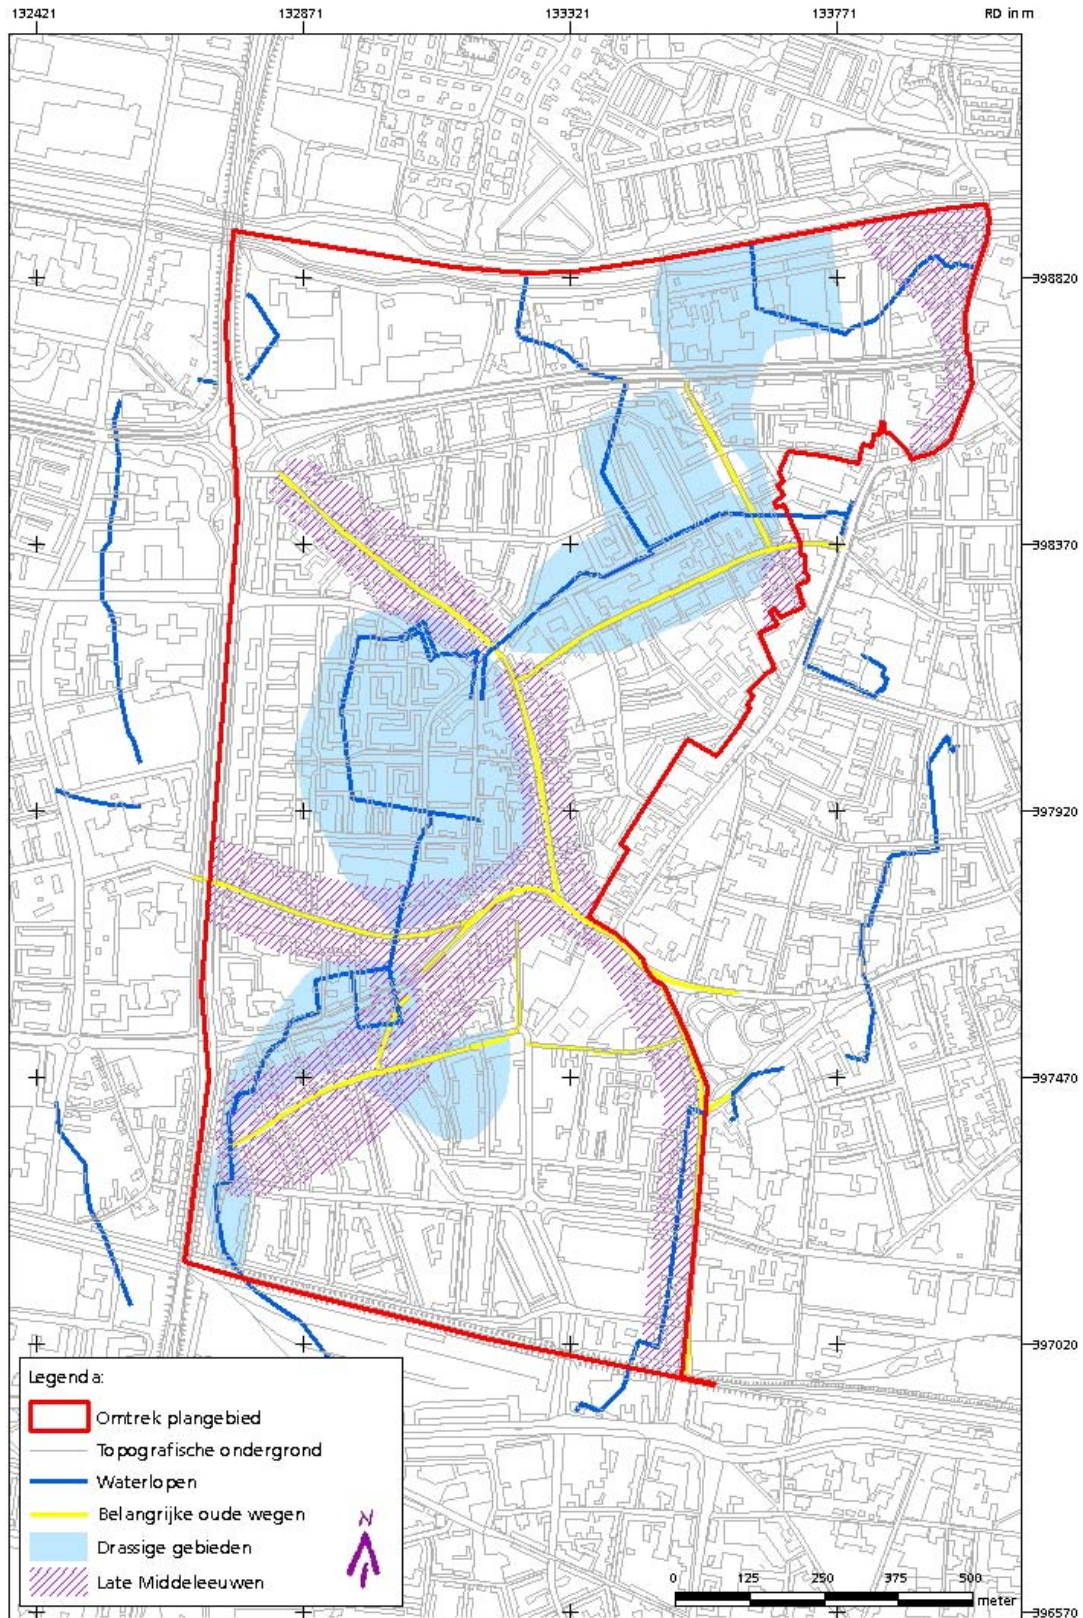 132421 132871 133321 133771 RD in m
398820
398370
397920
397470
397020
396570
Legenda:
Omtrek plangebied
Topografische ondergrond
Waterlopen
Belangrijke oude wegen
Drassige gebieden
Late Middeleeuwen
N
0 125 250 375 500
meter